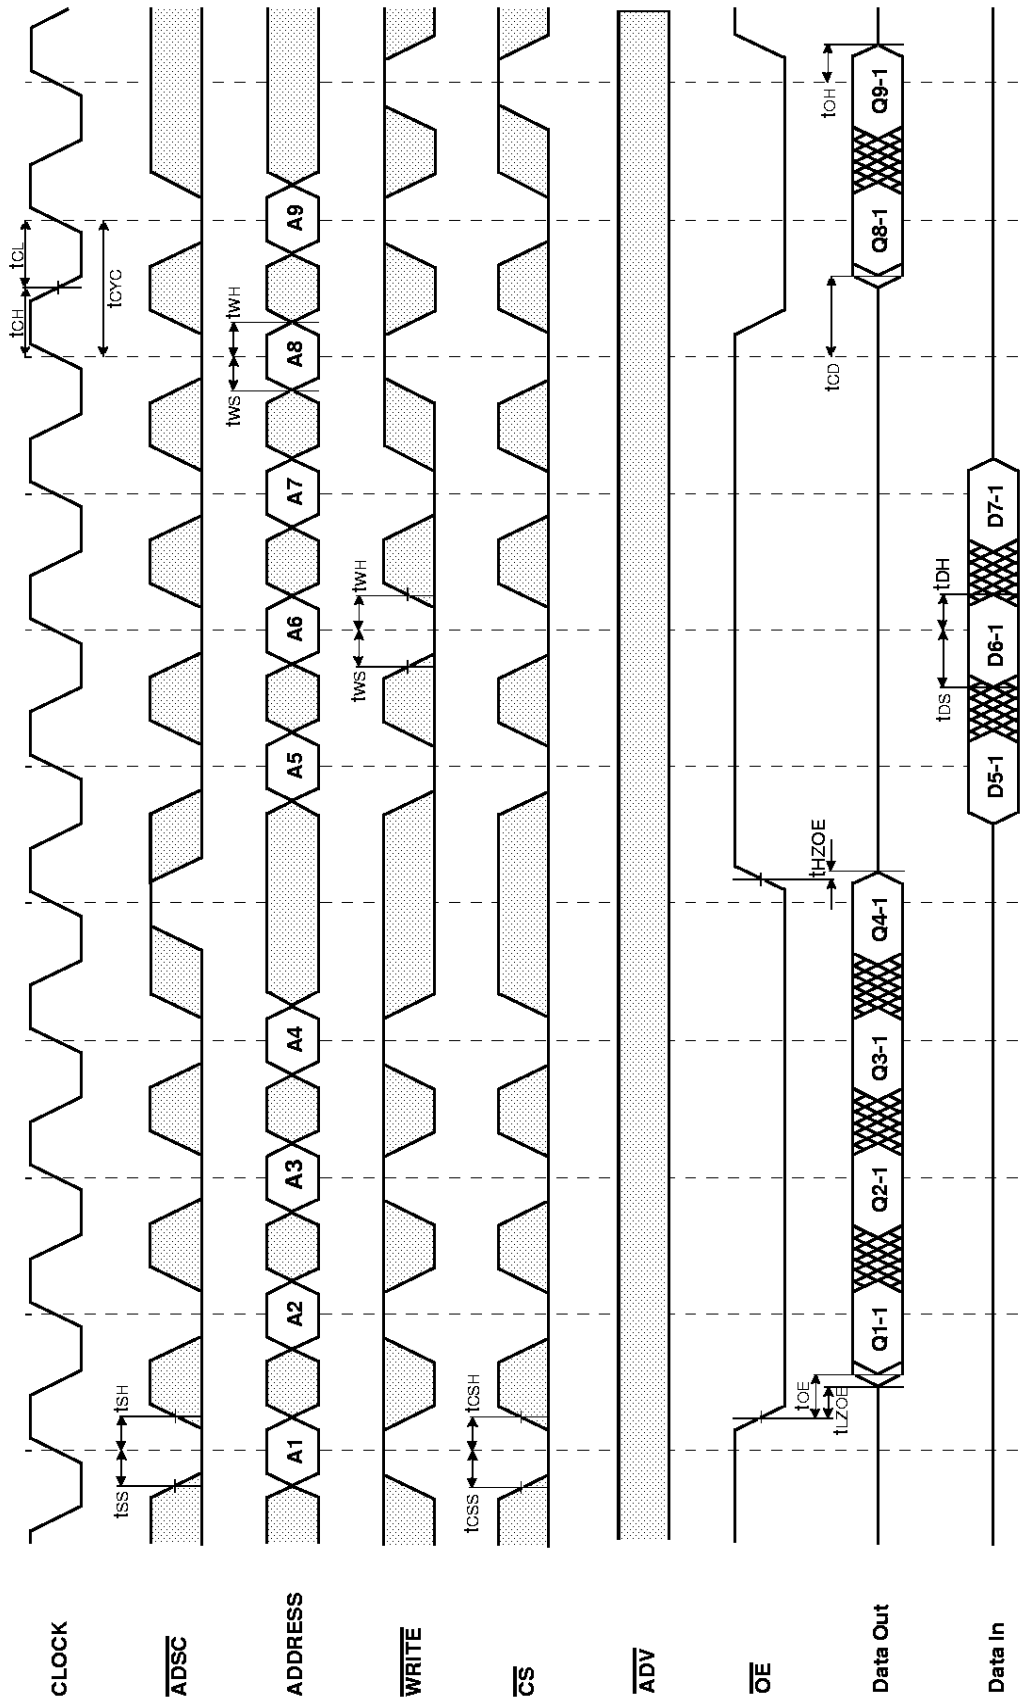 CLOCK
tCH
tCL
tCYC
ADSC
tSS
tSH
ADDRESS
A1
A2
A3
A4
A5
A6
A7
A8
A9
tWS
tWH
WRITE
tWS
tWH
CS
tCSS
tCSH
ADV
OE
tOE
tLZOE
tHZOE
tCD
tOH
Data Out
Q1-1
Q2-1
Q3-1
Q4-1
Q8-1
Q9-1
tDS
tDH
Data In
D5-1
D6-1
D7-1